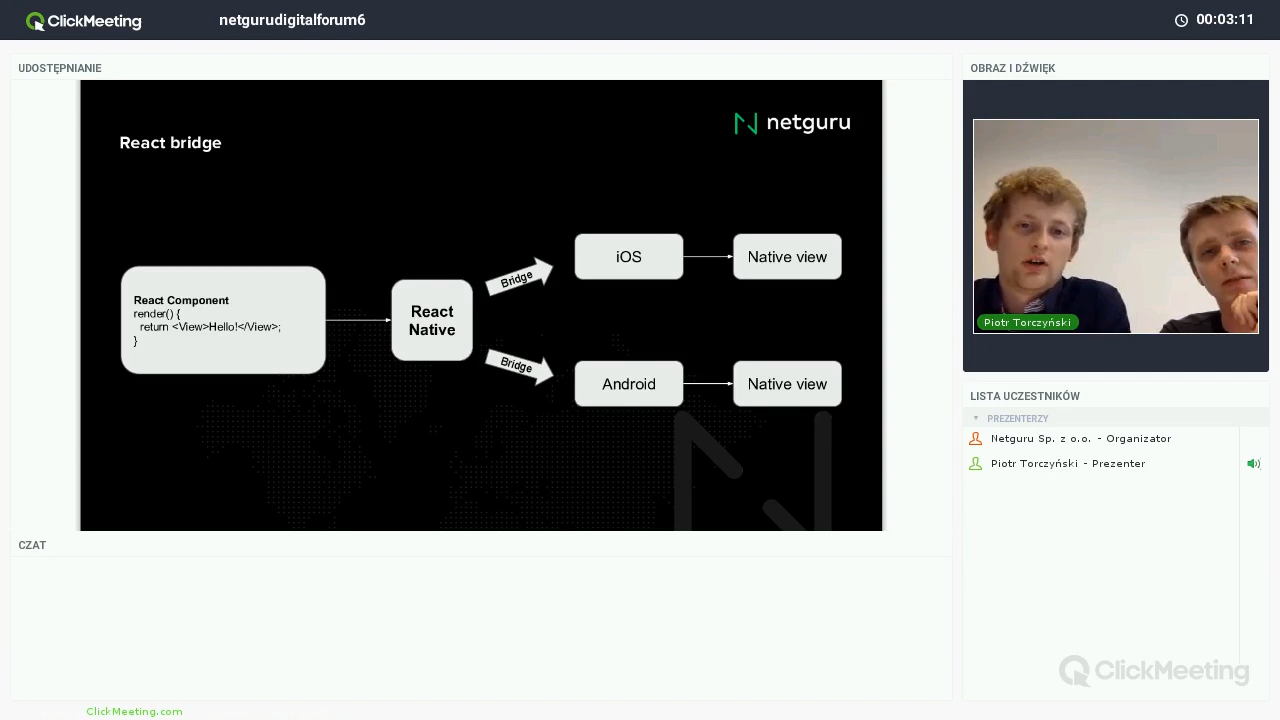 ClickMeeting
netgurudigitalforum6
00:03:11
UDOSTĘPNIANIE
React bridge
netguru
React Component
render() {
return <View>Hello!</View>;
}
React
Native
Bridge
iOS
Native view
Bridge
Android
Native view
CZAT
OBRAZ I DŹWIĘK
Piotr Torczyński
LISTA UCZESTNIKÓW
PREZENTERZY
Netguru Sp. z o.o. - Organizator
Piotr Torczyński - Prezenter
ClickMeeting
ClickMeeting.com